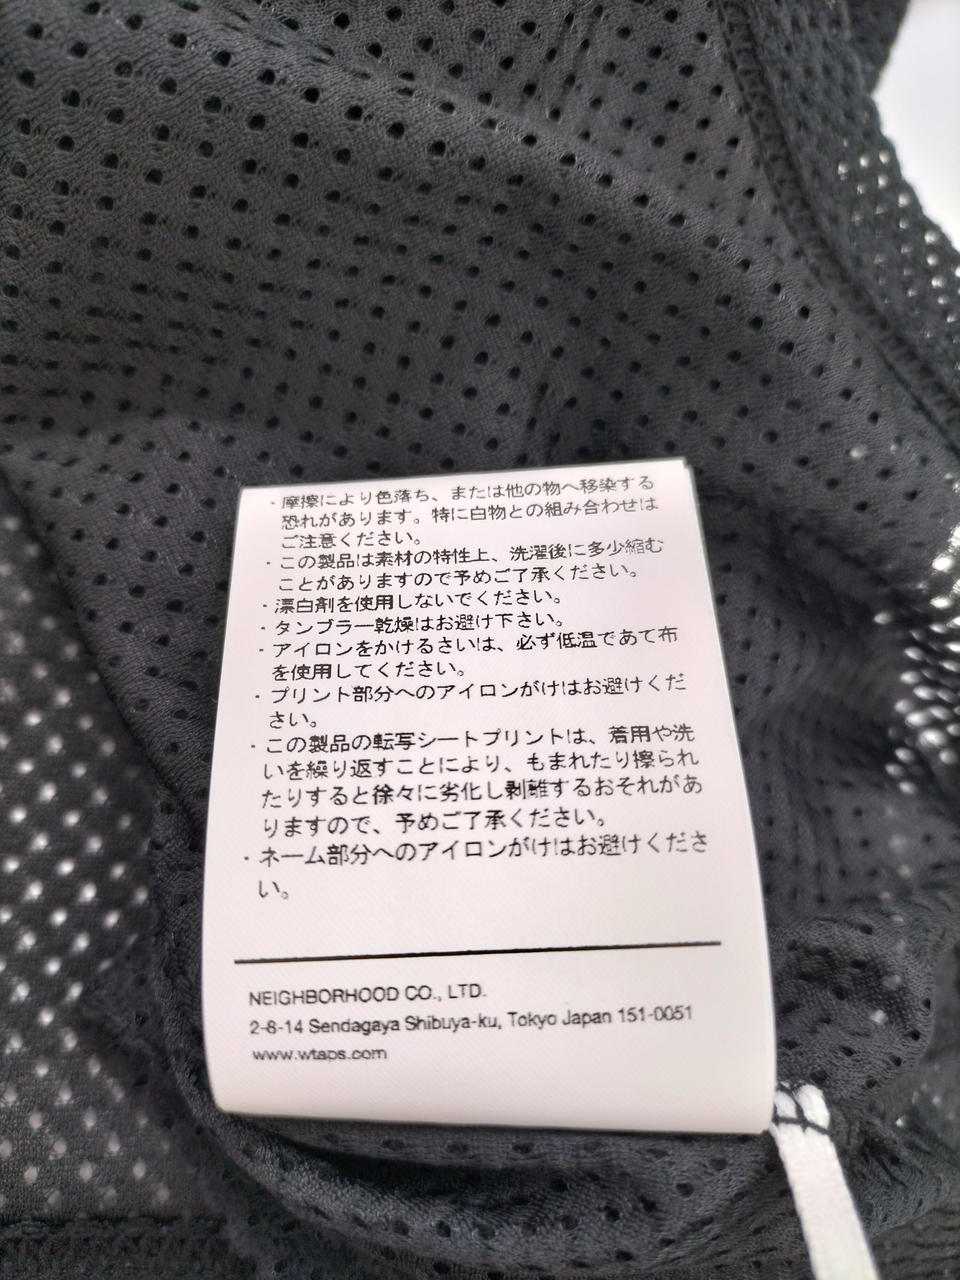 ・摩擦により色落ち、または他の物へ移染する
恐れがあります。特に白物との組み合わせは
ご注意ください。
・この製品は素材の特性上、洗濯後に多少縮む
ことがありますので予めご了承ください。
・漂白剤を使用しないでください。
・タンブラー乾燥はお避け下さい。
・アイロンをかけるさいは、必ず低温であて布
を使用してください。
・プリント部分へのアイロンがけはお避けくだ
さい。
・この製品の転写シートプリントは、着用や洗
いを繰り返すことにより、もまれたり擦られ
たりすると徐々に劣化し剥離するおそれがあ
りますので、予めご了承ください。
・ネーム部分へのアイロンがけはお避けくださ
い。
NEIGHBORHOOD CO., LTD.
2-8-14 Sendagaya Shibuya-ku, Tokyo Japan 151-0051
www.wtaps.com